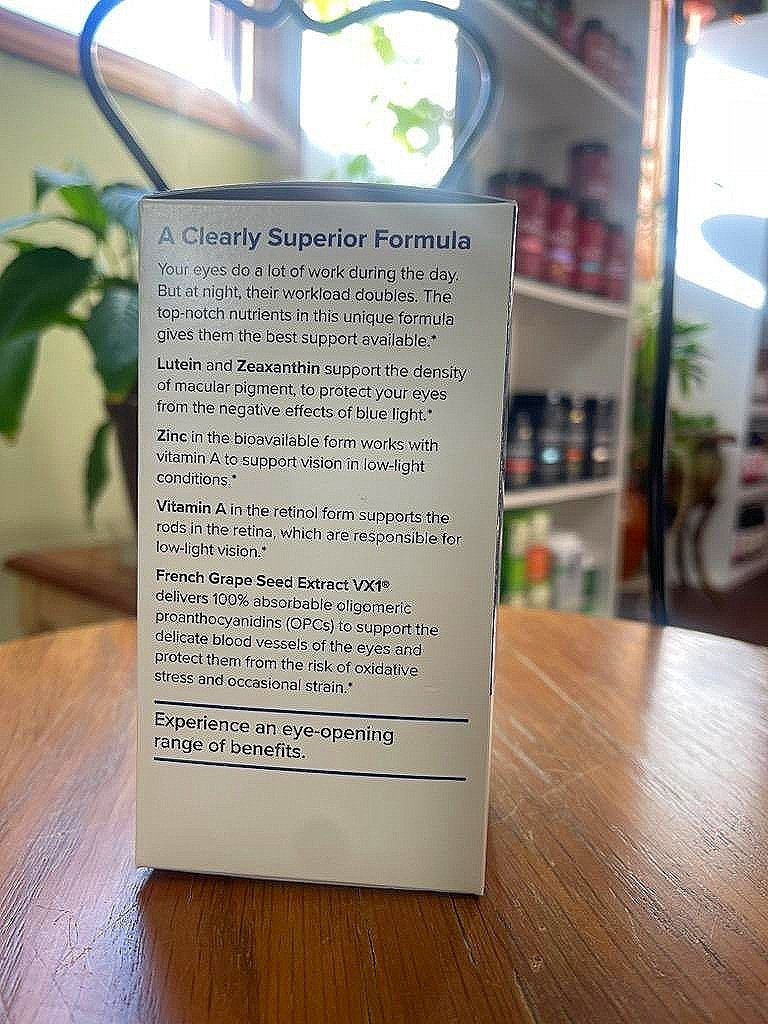 A Clearly Superior Formula
Your eyes do a lot of work during the day.
But at night, their workload doubles. The
top-notch nutrients in this unique formula
gives them the best support available.*
Lutein and Zeaxanthin support the density
of macular pigment, to protect your eyes
from the negative effects of blue light.*
Zinc in the bioavailable form works with
vitamin A to support vision in low-light
conditions.*
Vitamin A in the retinol form supports the
rods in the retina, which are responsible for
low-light vision.*
French Grape Seed Extract VX1®
delivers 100% absorbable oligomeric
proanthocyanidins (OPCs) to support the
delicate blood vessels of the eyes and
protect them from the risk of oxidative
stress and occasional strain.*
Experience an eye-opening
range of benefits.